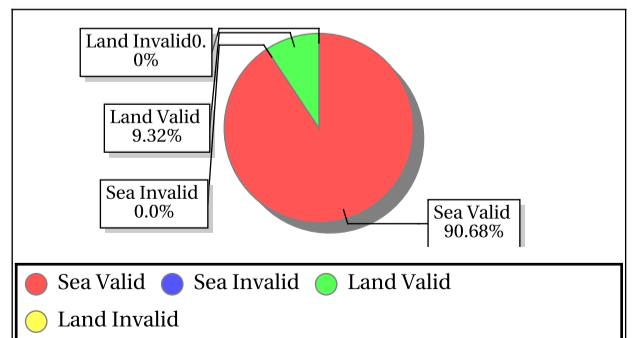 Land Invalid0.
0%
Land Valid
9.32%
Sea Invalid
0.0%
Sea Valid
90.68%
Sea Valid Sea Invalid Land Valid
Land Invalid